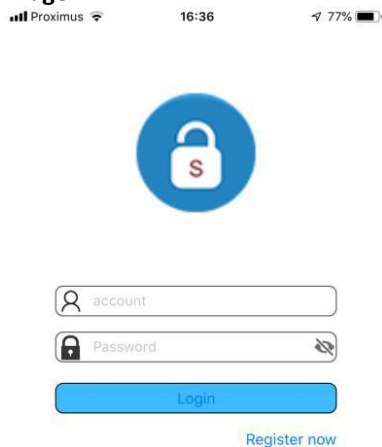 Proximus 16:36 77%
S
account
Password
Login
Register now